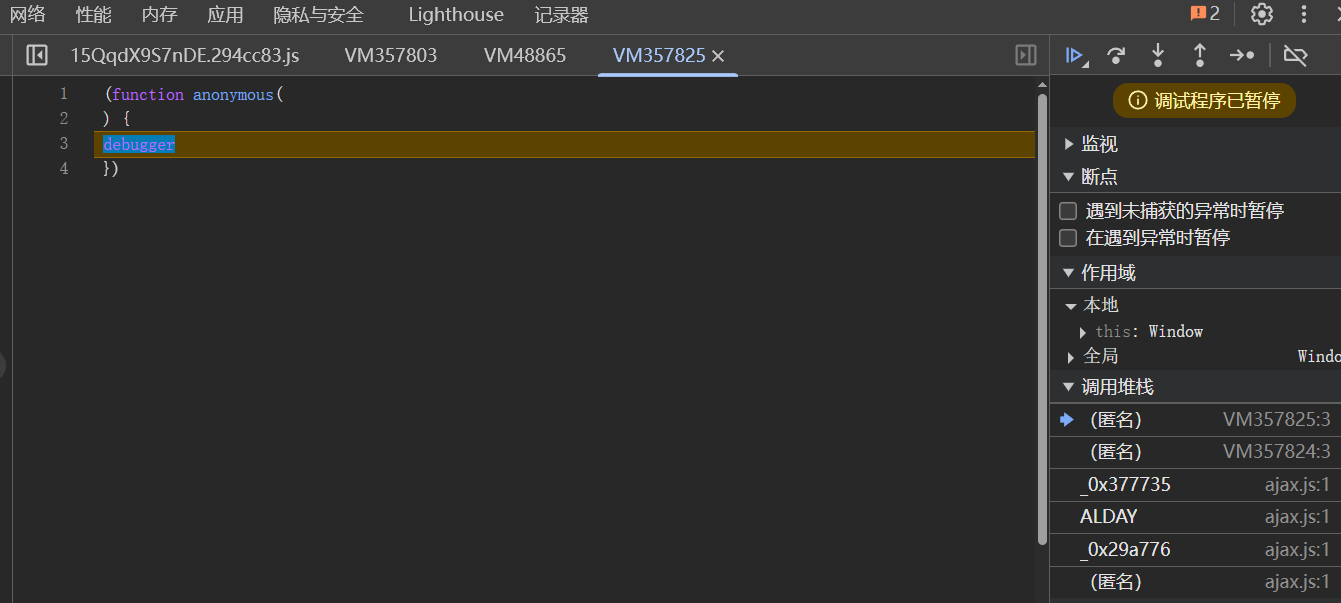 网络 性能 内存 应用 隐私与安全 Lighthouse 记录器 2
15QqdX9S7nDE.294cc83.js VM357803 VM48865 VM357825
1 (function anonymous(
2 ) {
3 debugger
4 })
调试程序已暂停
监视
断点
遇到未捕获的异常时暂停
在遇到异常时暂停
作用域
本地
this: Window
全局 Windo
调用堆栈
(匿名) VM357825:3
(匿名) VM357824:3
_0x377735 ajax.js:1
ALDAY ajax.js:1
_0x29a776 ajax.js:1
(匿名) ajax.js:1